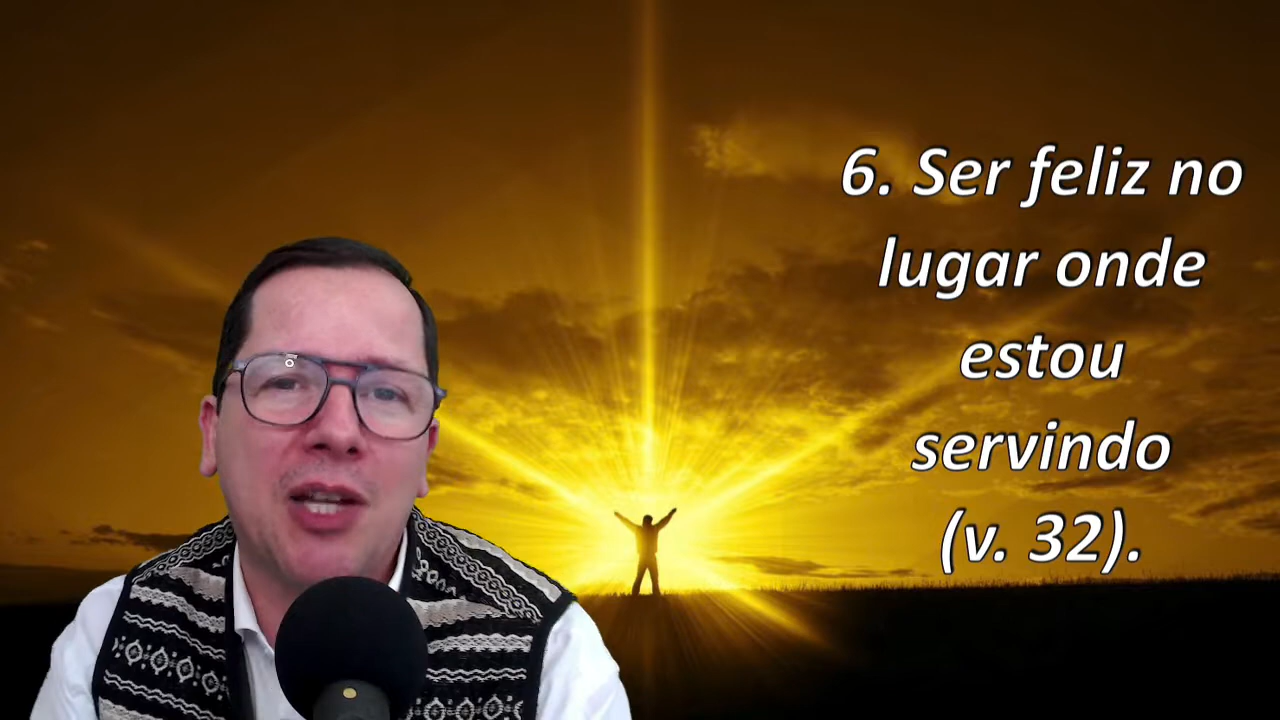 6. Ser feliz no
lugar onde
estou
servindo
(v. 32).